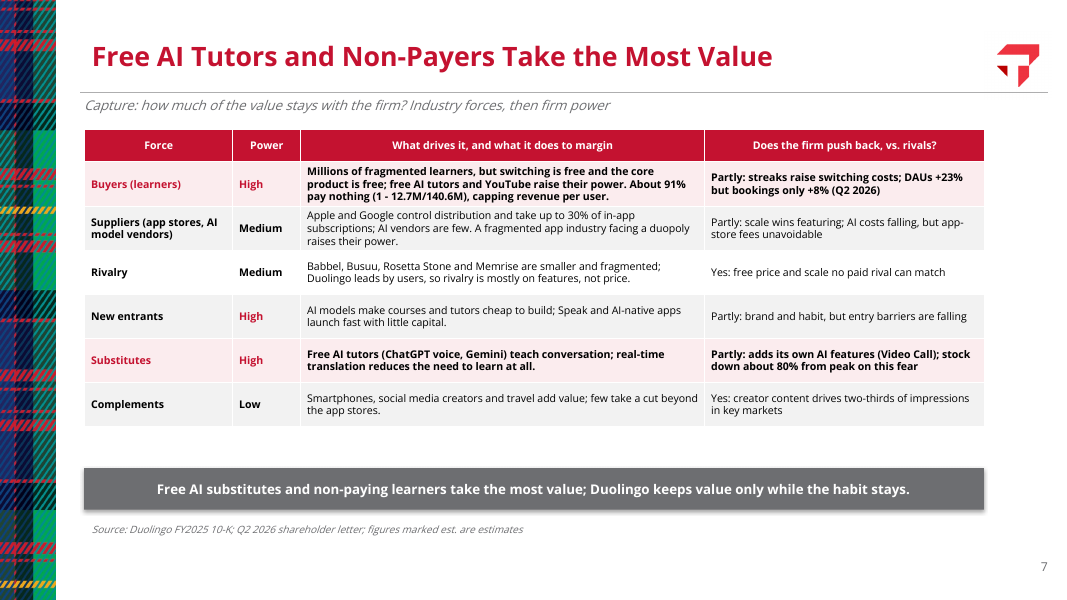 Free AI Tutors and Non-Payers Take the Most Value
Capture: how much of the value stays with the firm? Industry forces, then firm power
Force
Power
What drives it, and what it does to margin
Does the firm push back, vs. rivals?
Buyers (learners)
High
Millions of fragmented learners, but switching is free and the core
product is free; free AI tutors and YouTube raise their power. About 91%
pay nothing (1 - 12.7M/140.6M), capping revenue per user.
Partly: streaks raise switching costs; DAUs +23%
but bookings only +8% (Q2 2026)
Suppliers (app stores, AI
model vendors)
Medium
Apple and Google control distribution and take up to 30% of in-app
subscriptions; AI vendors are few. A fragmented app industry facing a duopoly
raises their power.
Partly: scale wins featuring; AI costs falling, but app-
store fees unavoidable
Rivalry
Medium
Babbel, Busuu, Rosetta Stone and Memrise are smaller and fragmented;
Duolingo leads by users, so rivalry is mostly on features, not price.
Yes: free price and scale no paid rival can match
New entrants
High
AI models make courses and tutors cheap to build; Speak and AI-native apps
launch fast with little capital.
Partly: brand and habit, but entry barriers are falling
Substitutes
High
Free AI tutors (ChatGPT voice, Gemini) teach conversation; real-time
translation reduces the need to learn at all.
Partly: adds its own AI features (Video Call); stock
down about 80% from peak on this fear
Complements
Low
Smartphones, social media creators and travel add value; few take a cut beyond
the app stores.
Yes: creator content drives two-thirds of impressions
in key markets
Free AI substitutes and non-paying learners take the most value; Duolingo keeps value only while the habit stays.
Source: Duolingo FY2025 10-K; Q2 2026 shareholder letter; figures marked est. are estimates
7